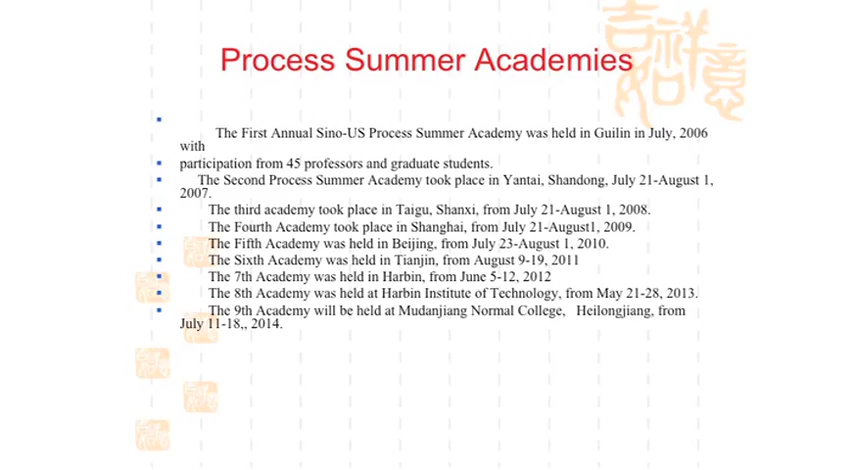 吉祥
如意
Process Summer Academies
The First Annual Sino-US Process Summer Academy was held in Guilin in July, 2006
with
participation from 45 professors and graduate students.
The Second Process Summer Academy took place in Yantai, Shandong, July 21-August 1,
2007.
The third academy took place in Taigu, Shanxi, from July 21-August 1, 2008.
The Fourth Academy took place in Shanghai, from July 21-August1, 2009.
The Fifth Academy was held in Beijing, from July 23-August 1, 2010.
The Sixth Academy was held in Tianjin, from August 9-19, 2011
The 7th Academy was held in Harbin, from June 5-12, 2012
The 8th Academy was held at Harbin Institute of Technology, from May 21-28, 2013.
The 9th Academy will be held at Mudanjiang Normal College,   Heilongjiang, from
July 11-18,, 2014.